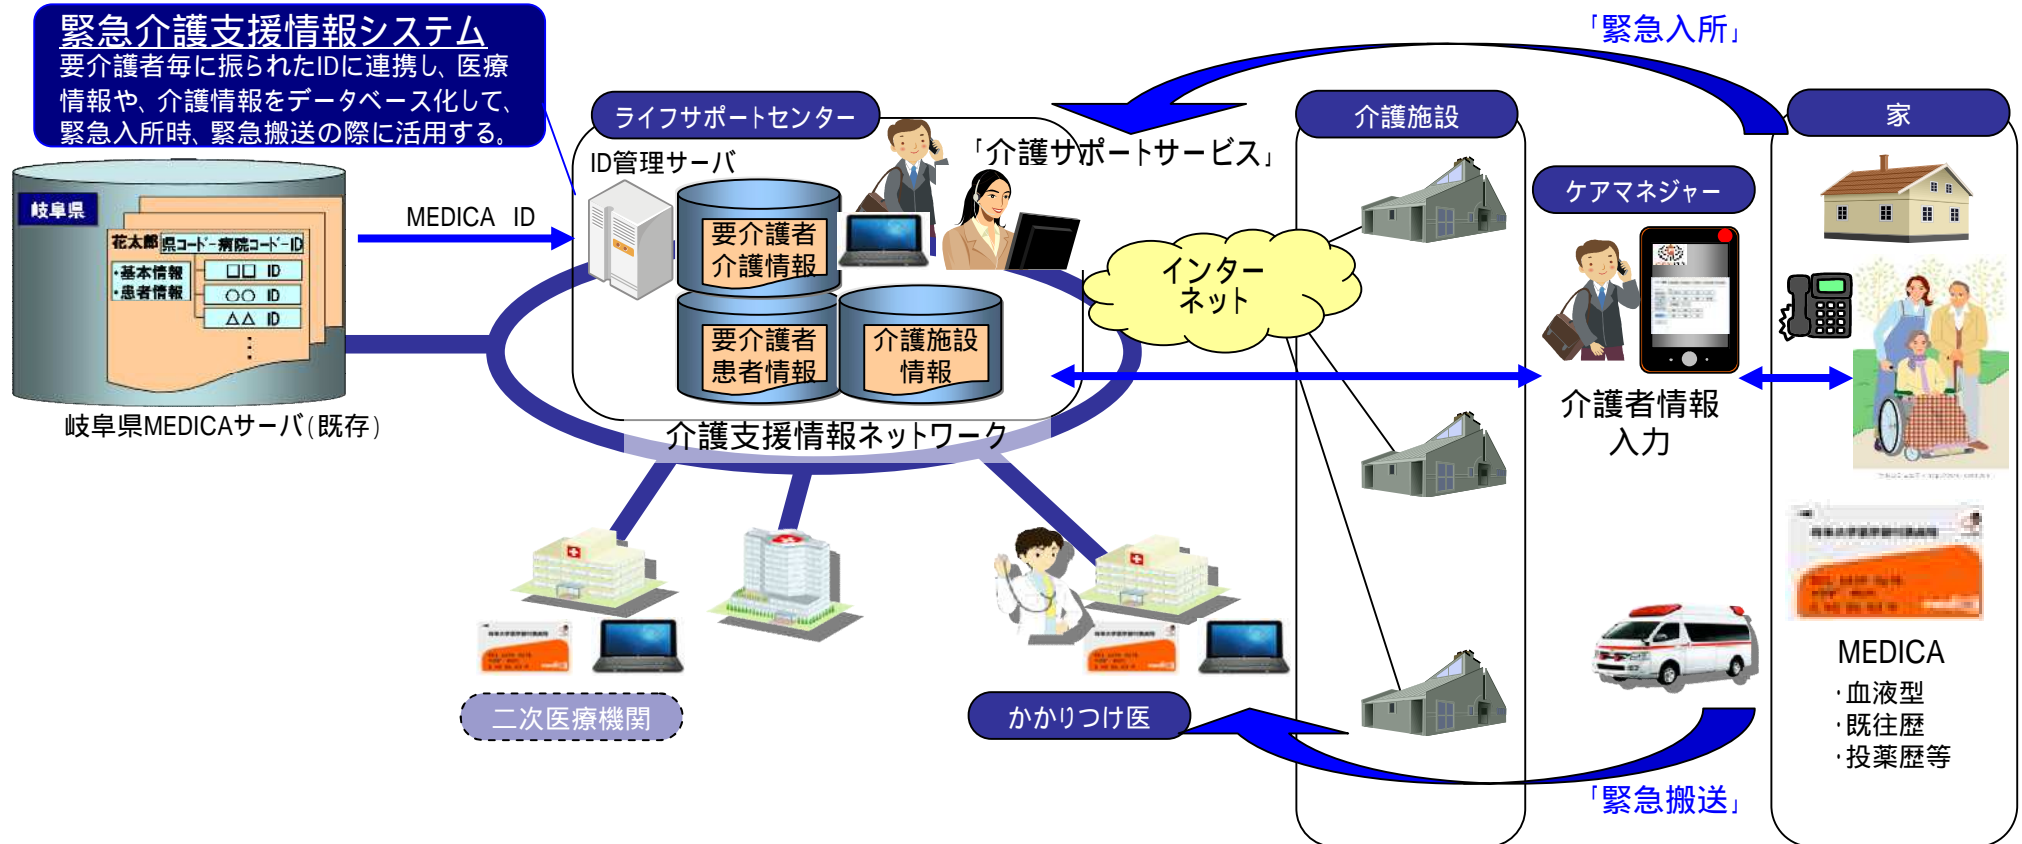 緊急介護支援情報システム
要介護者毎に振られたIDに連携し、医療
情報や、介護情報をデータベース化して、
緊急入所時、緊急搬送の際に活用する。
岐阜県
花太郎
県コード-病院コード-ID
・基本情報
・患者情報
□□ ID
○○ ID
△△ ID
岐阜県MEDICAサーバ(既存)
MEDICA ID
ライフサポートセンター
ID管理サーバ
「介護サポートサービス」
要介護者
介護情報
要介護者
患者情報
介護施設
情報
介護支援情報ネットワーク
インター
ネット
介護施設
「緊急入所」
家
ケアマネジャー
介護者情報
入力
二次医療機関
かかりつけ医
「緊急搬送」
MEDICA
・血液型
・既往歴
・投薬歴等